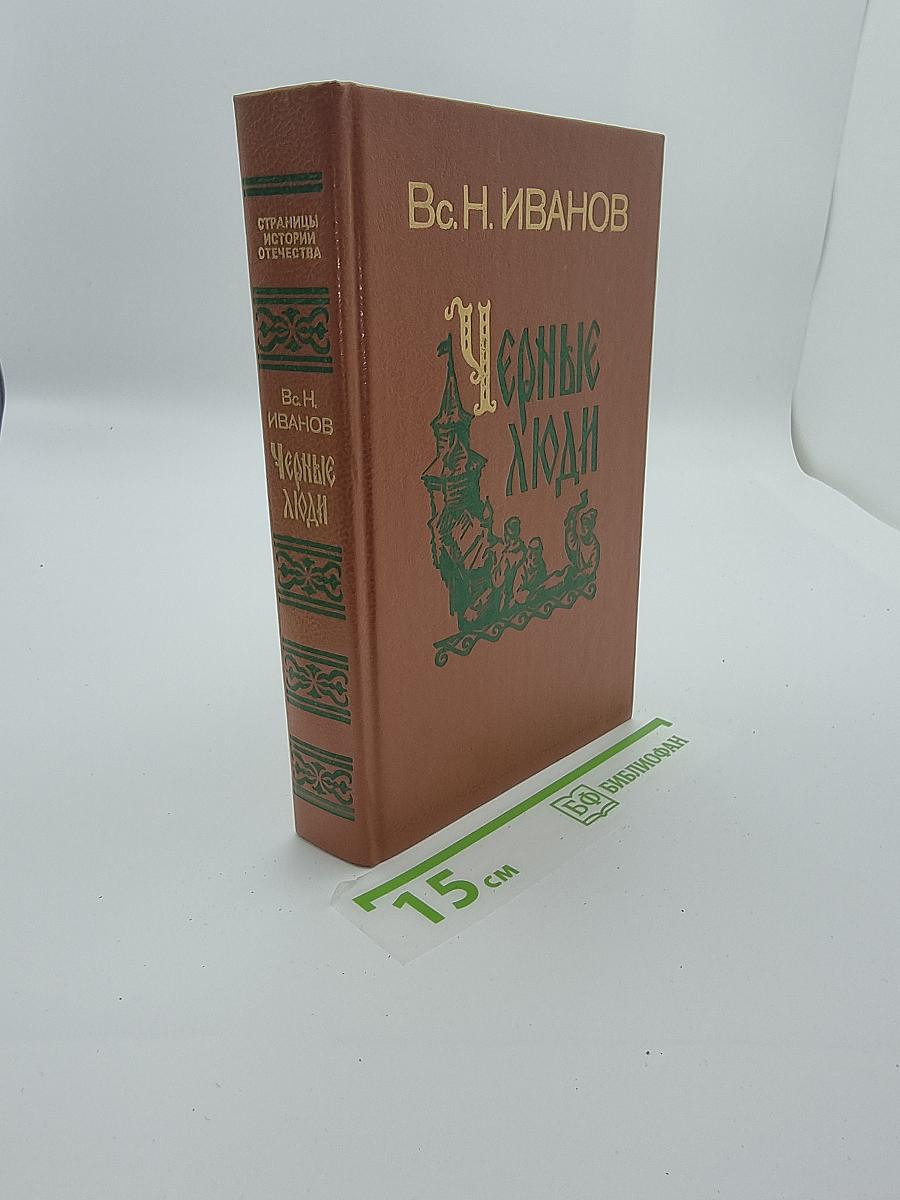 СТРАНИЦЫ
ИСТОРИИ
ОТЕЧЕСТВА
Вс. Н.
ИВАНОВ
Черные
люди
Вс. Н. ИВАНОВ
Черные
люди
15 см
БФ БИБЛИОФАН